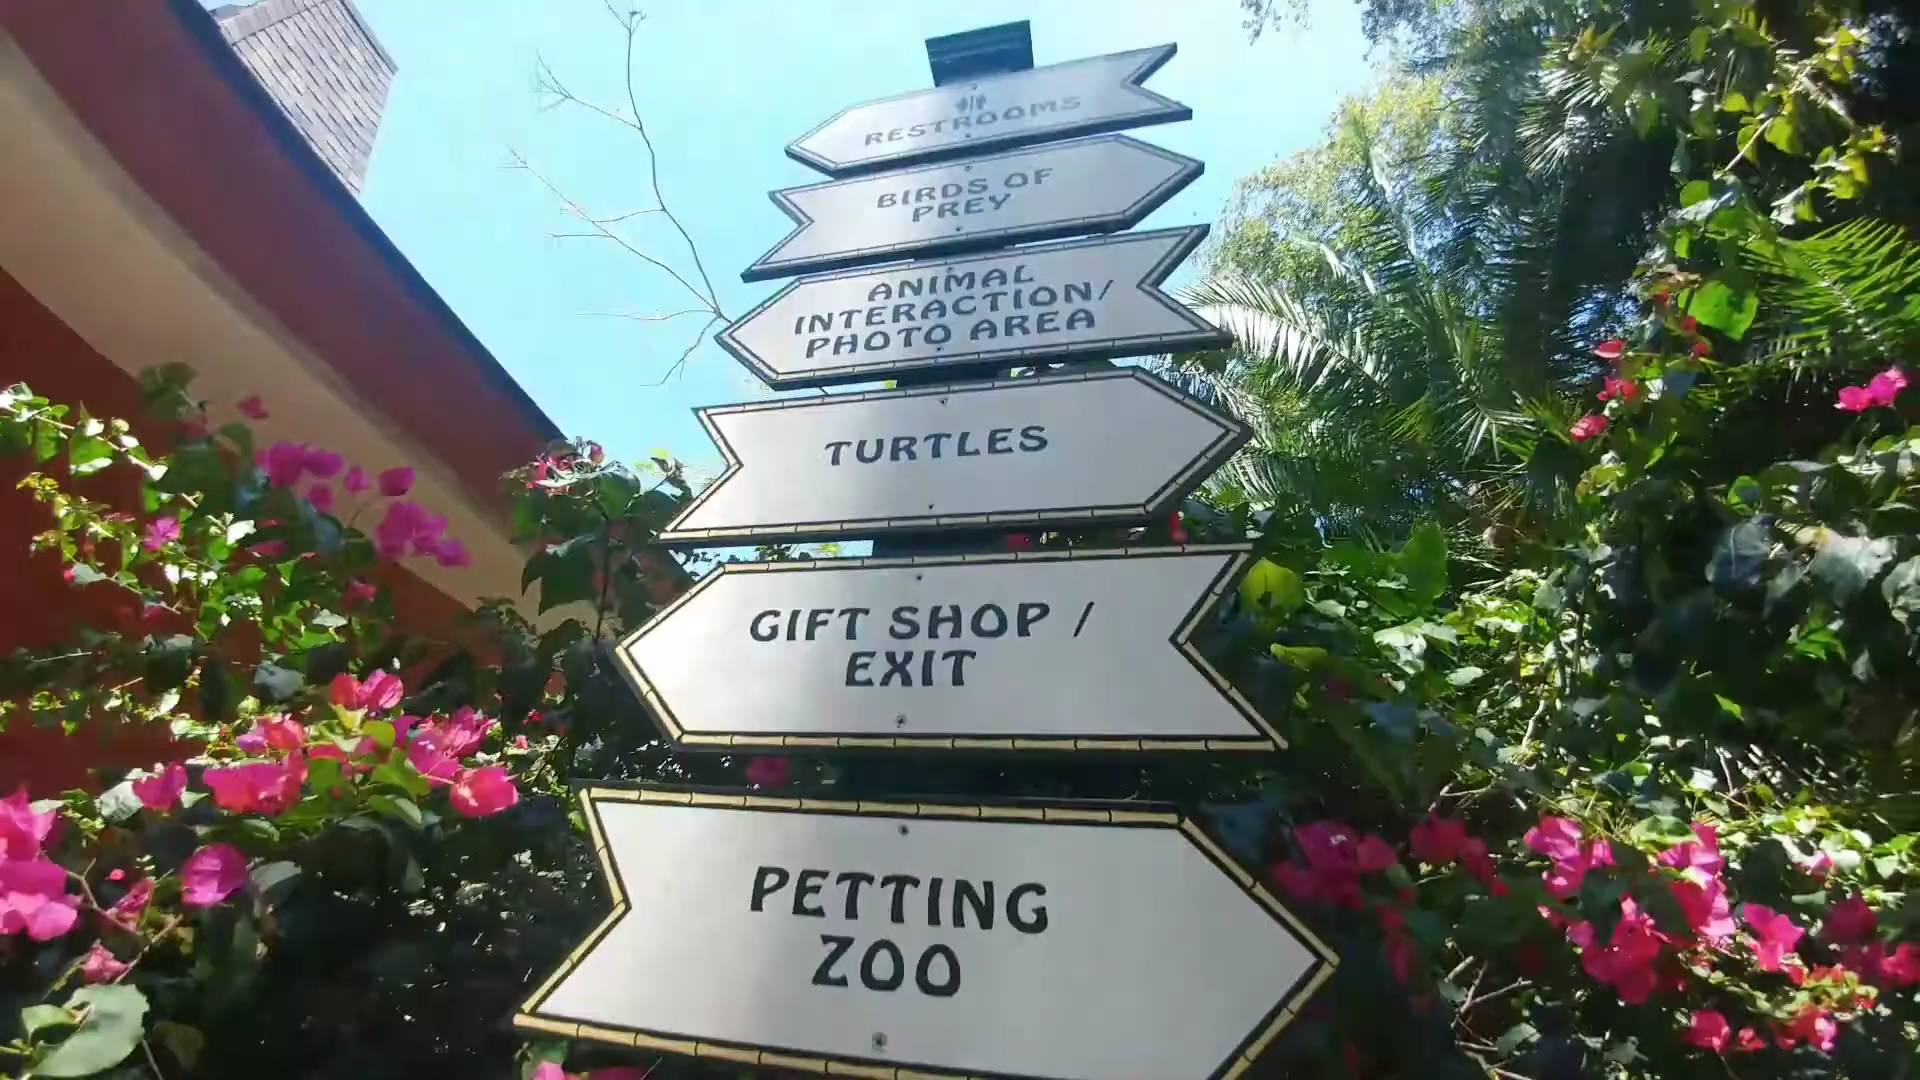 RESTROOMS
BIRDS OF
PREY
ANIMAL
INTERACTION/
PHOTO AREA
TURTLES
GIFT SHOP /
EXIT
PETTING
ZOO